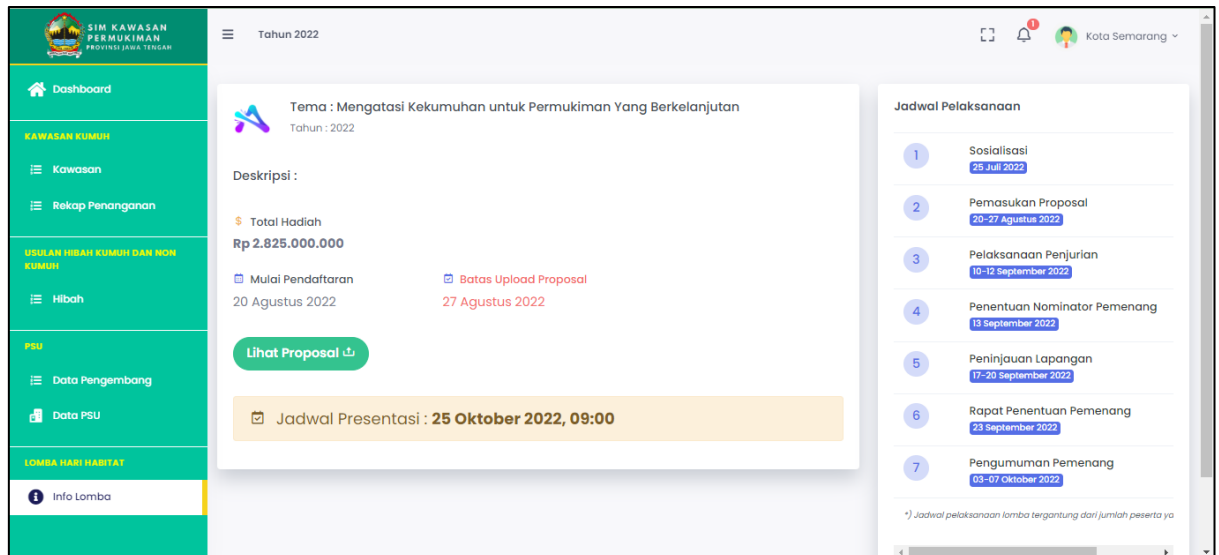 SIM KAWASAN
PERMUKIMAN
PROVINSI JAWA TENGAH
Tahun 2022
1
Kota Semarang
Dashboard
KAWASAN KUMUH
Kawasan
Rekap Penanganan
USULAN HIBAH KUMUH DAN NON
KUMUH
Hibah
PSU
Data Pengembang
Data PSU
LOMBA HARI HABITAT
Info Lomba
Tema : Mengatasi Kekumuhan untuk Permukiman Yang Berkelanjutan
Tahun : 2022
Deskripsi :
$ Total Hadiah
Rp 2.825.000.000
Mulai Pendaftaran
20 Agustus 2022
Batas Upload Proposal
27 Agustus 2022
Lihat Proposal
Jadwal Presentasi : 25 Oktober 2022, 09:00
Jadwal Pelaksanaan
1 Sosialisasi
25 Juli 2022
2 Pemasukan Proposal
20-27 Agustus 2022
3 Pelaksanaan Penjurian
10-12 September 2022
4 Penentuan Nominator Pemenang
13 September 2022
5 Peninjauan Lapangan
17-20 September 2022
6 Rapat Penentuan Pemenang
23 September 2022
7 Pengumuman Pemenang
03-07 Oktober 2022
*) Jadwal pelaksanaan lomba tergantung dari jumlah peserta ya